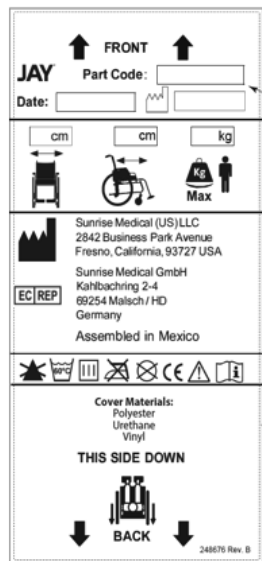 FRONT
JAY Part Code:
Date:
cm cm kg
Kg
Max
Sunrise Medical (US) LLC
2842 Business Park Avenue
Fresno, California, 93727 USA
Sunrise Medical GmbH
Kahlbachring 2-4
EC REP 69254 Malsch / HD
Germany
Assembled in Mexico
60°C CE i
Cover Materials:
Polyester
Urethane
Vinyl
THIS SIDE DOWN
BACK
248676 Rev. B